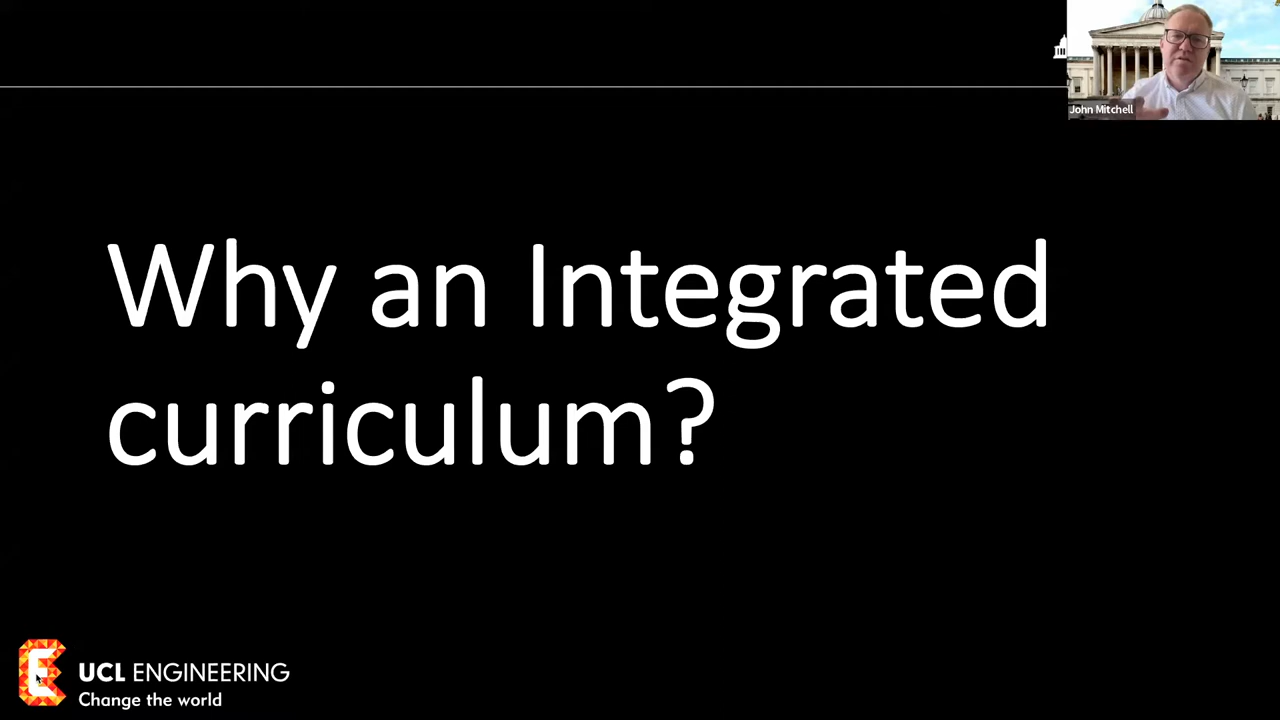 John Mitchell
Why an Integrated
curriculum?
UCL ENGINEERING
Change the world